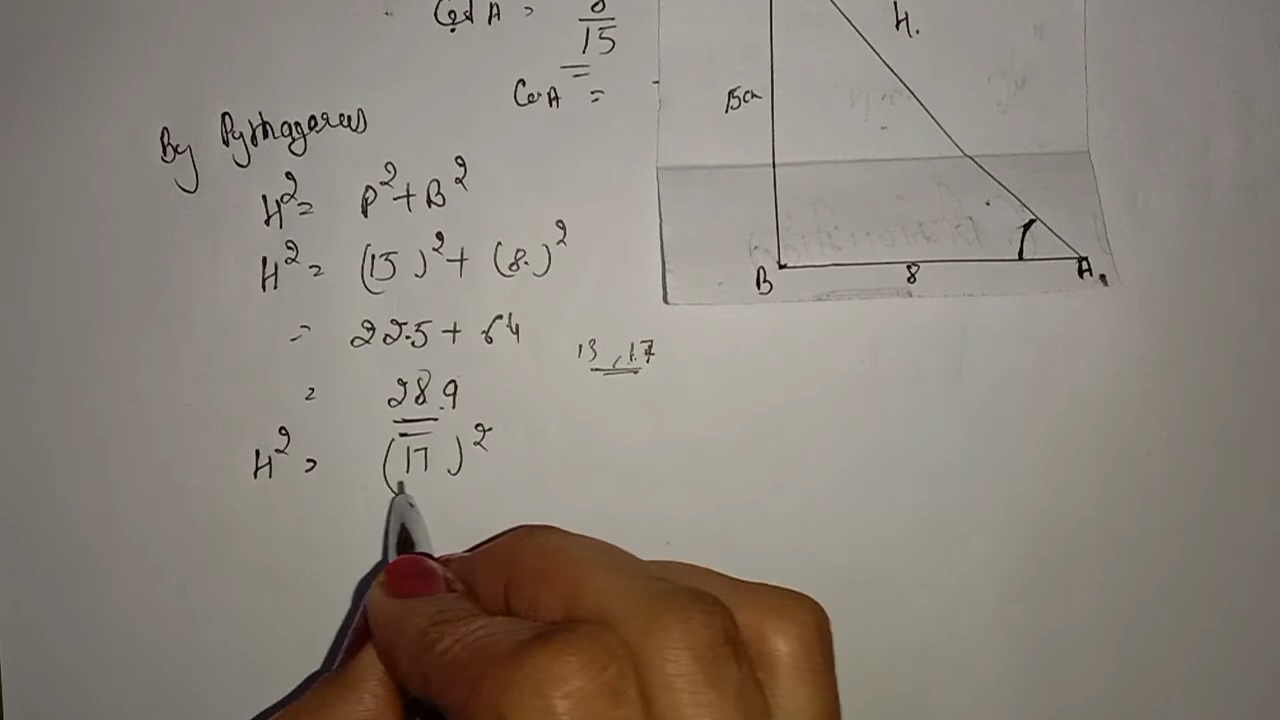 Cot A = 8/15
Cos A =
H.
15cm
By Pythagoras
H² = P² + B²
H² = (15)² + (8)²
B
8
A
= 225 + 64
13, 17
= 289
H² = (17)²